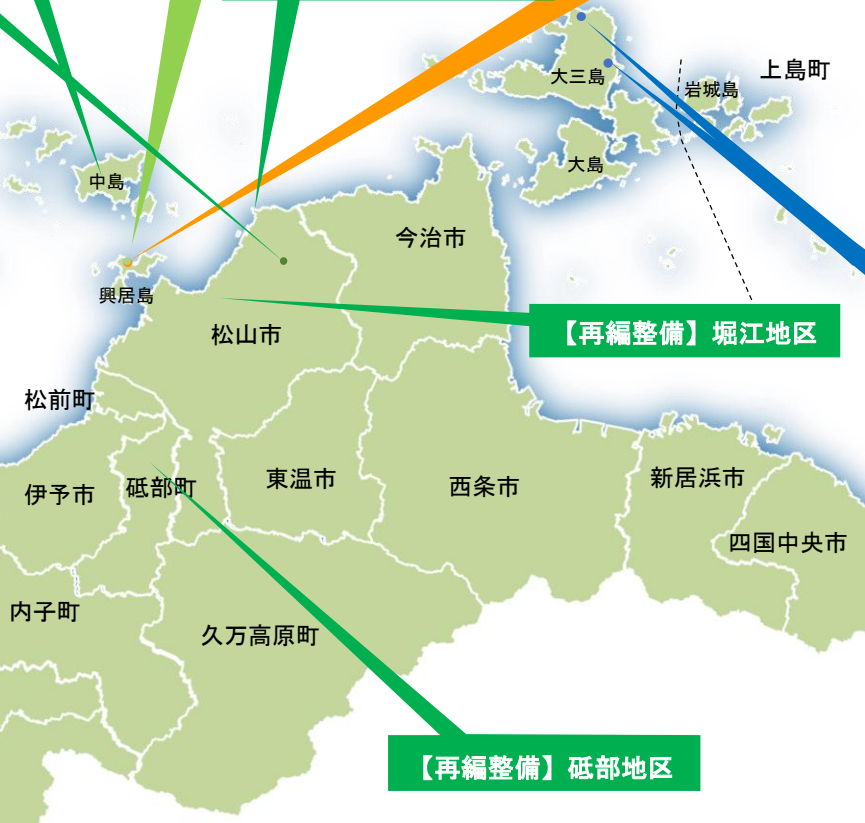 上島町
大三島
岩城島
大島
中島
今治市
興居島
【再編整備】堀江地区
松山市
松前町
東温市
新居浜市
伊予市
砥部町
西条市
四国中央市
内子町
久万高原町
【再編整備】砥部地区